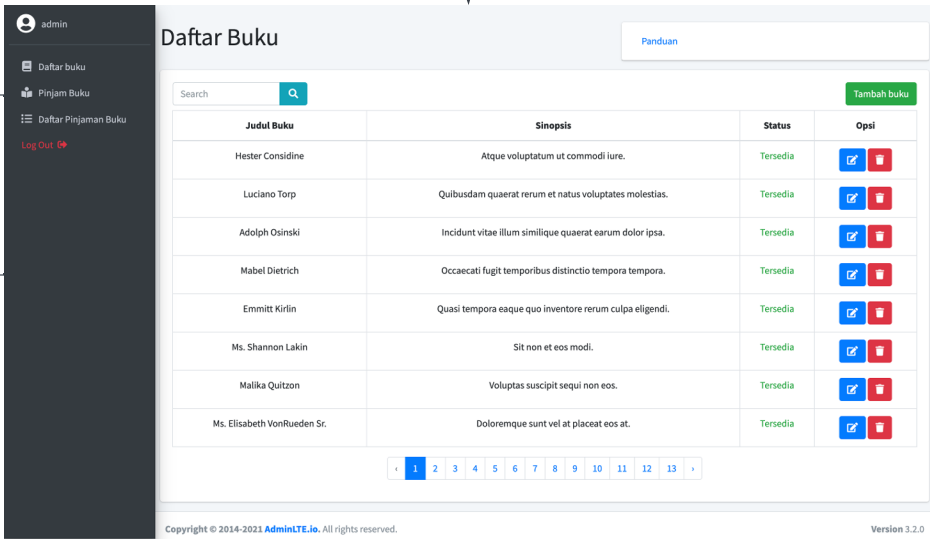 admin
Daftar buku
Pinjam Buku
Daftar Pinjaman Buku
Log Out
Daftar Buku
Panduan
Search
Tambah buku
Judul Buku Sinopsis Status Opsi
Hester Considine Atque voluptatum ut commodi iure. Tersedia
Luciano Torp Quibusdam quaerat rerum et natus voluptates molestias. Tersedia
Adolph Osinski Incidunt vitae illum similique quaerat earum dolor ipsa. Tersedia
Mabel Dietrich Occaecati fugit temporibus distinctio tempora tempora. Tersedia
Emmitt Kirlin Quasi tempora eaque quo inventore rerum culpa eligendi. Tersedia
Ms. Shannon Lakin Sit non et eos modi. Tersedia
Malika Quitzon Voluptas suscipit sequi non eos. Tersedia
Ms. Elisabeth VonRueden Sr. Doloremque sunt vel at placeat eos at. Tersedia
‹ 1 2 3 4 5 6 7 8 9 10 11 12 13 ›
Copyright © 2014-2021 AdminLTE.io. All rights reserved. Version 3.2.0